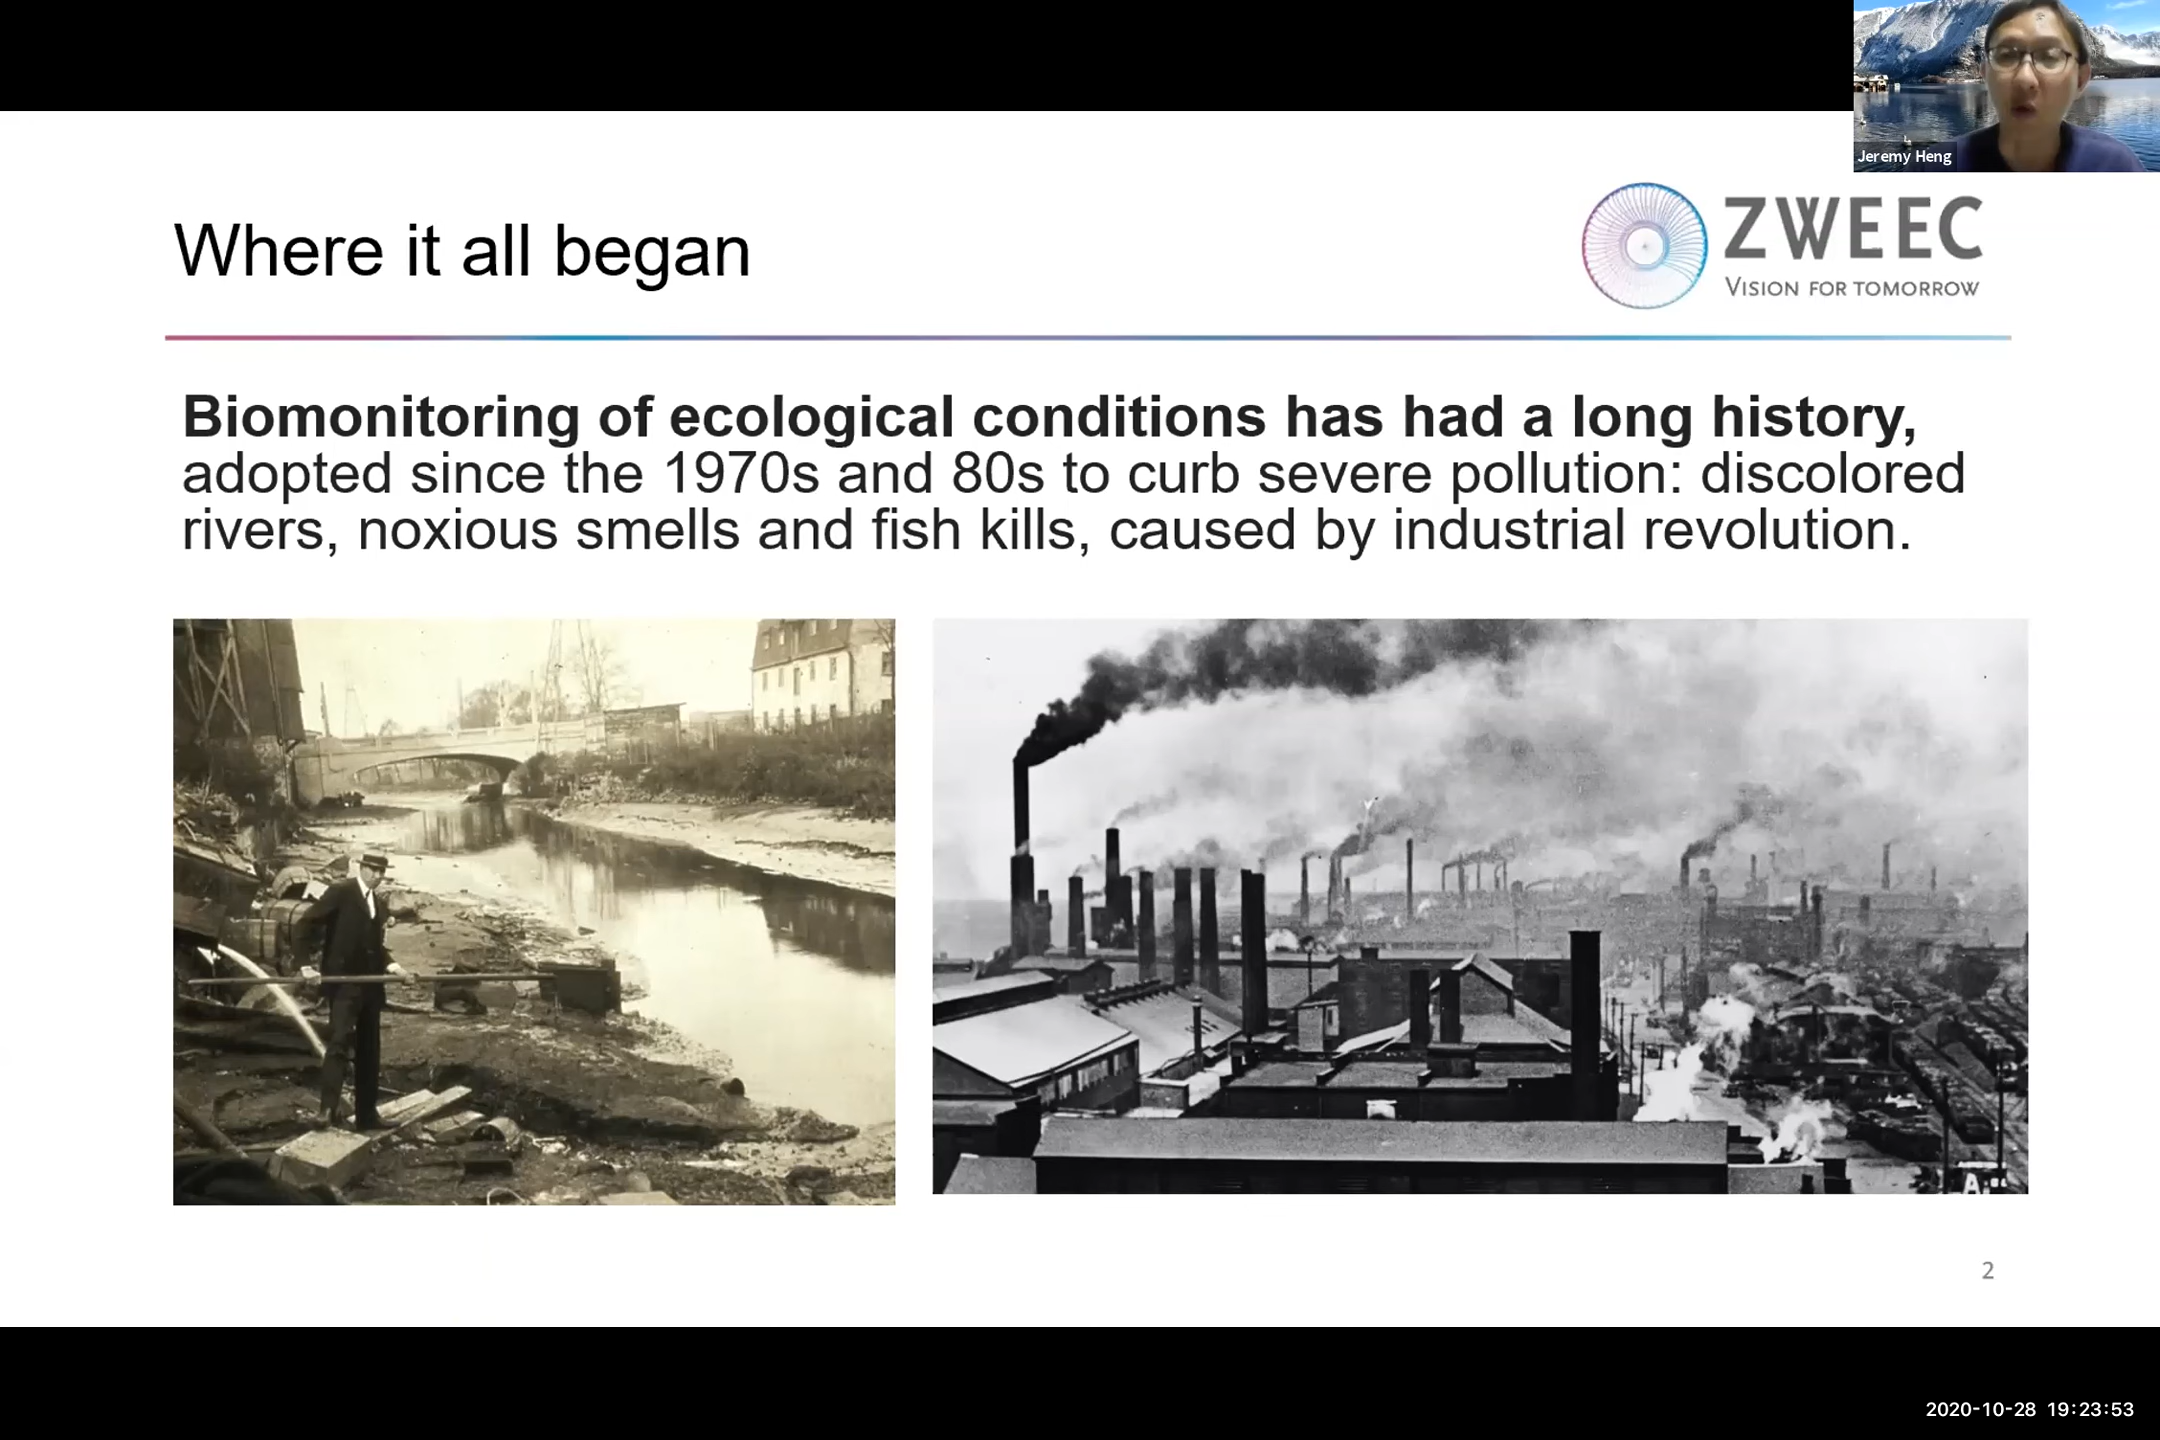 Jeremy Heng
Where it all began
ZWEEC
VISION FOR TOMORROW
Biomonitoring of ecological conditions has had a long history,
adopted since the 1970s and 80s to curb severe pollution: discolored
rivers, noxious smells and fish kills, caused by industrial revolution.
2
2020-10-28 19:23:53